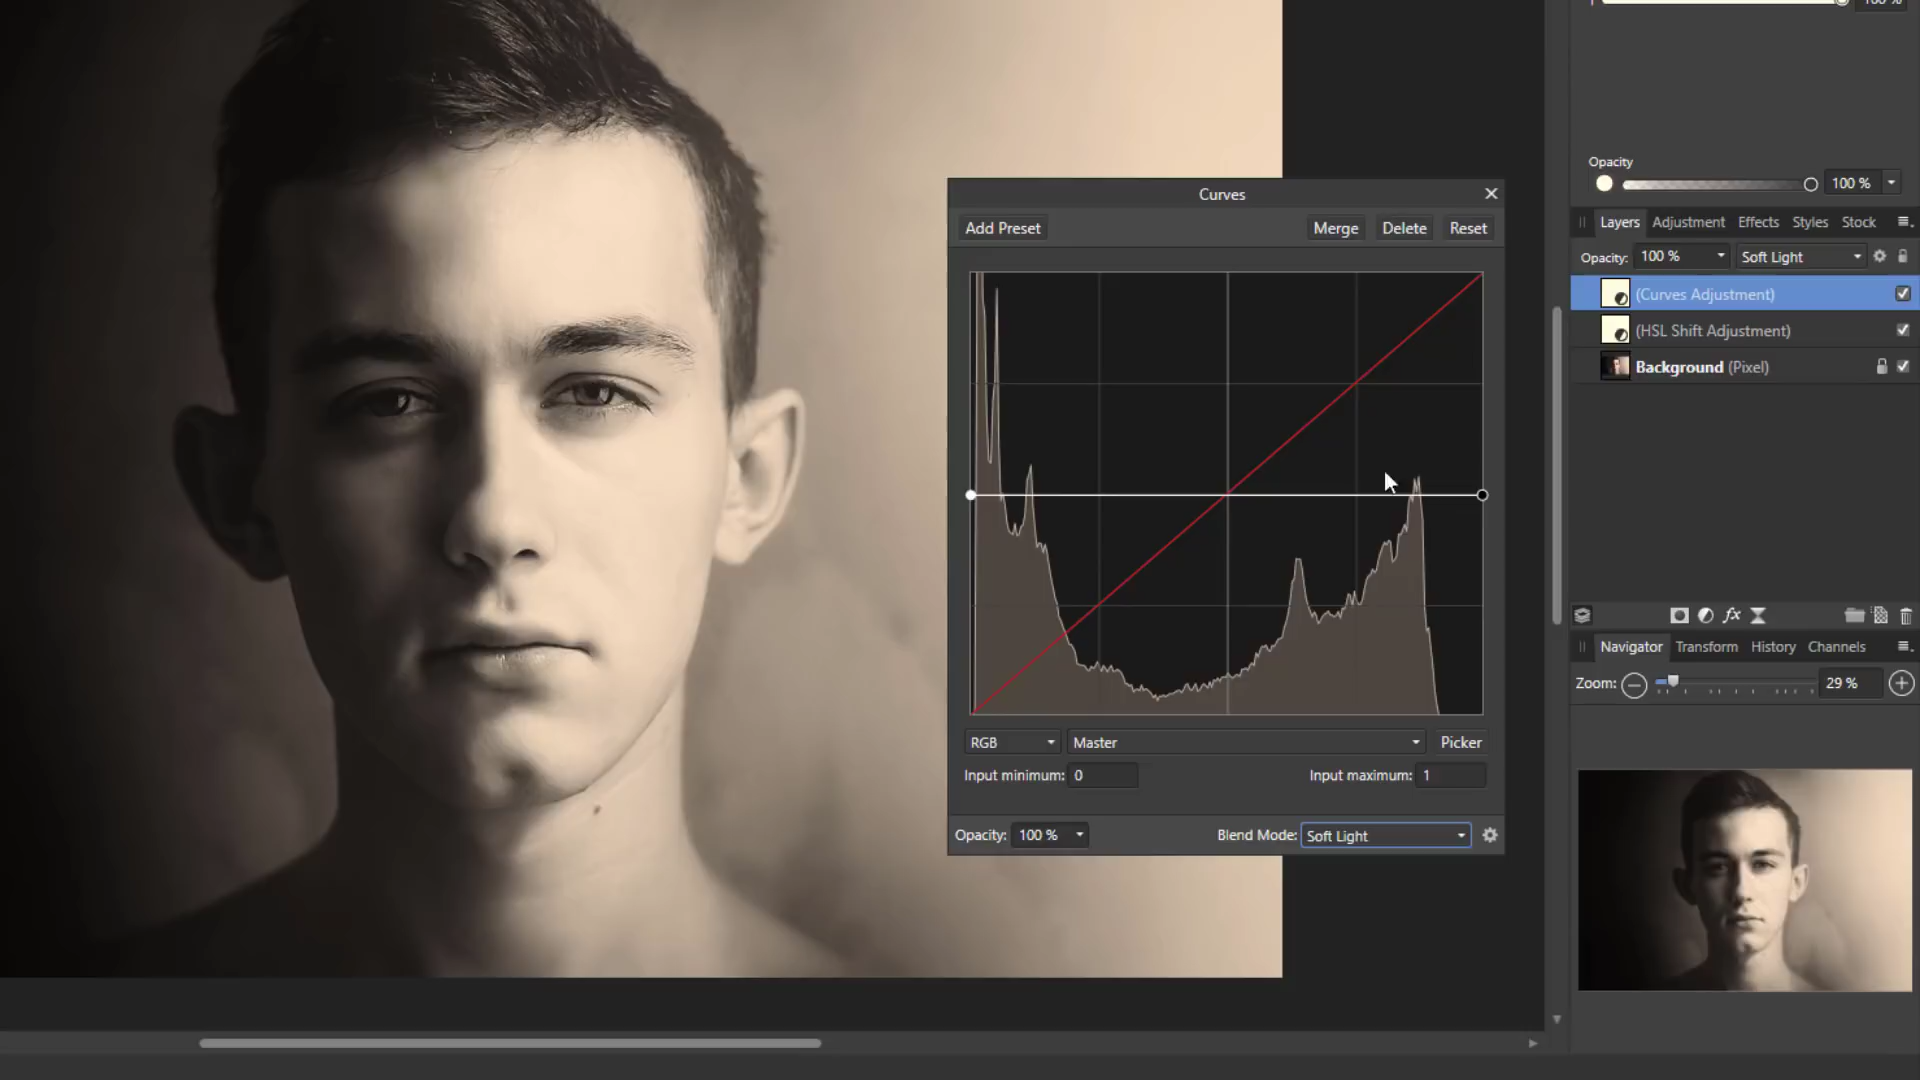 100 %
Opacity
100 %
Curves
Layers Adjustment Effects Styles Stock
Add Preset Merge Delete Reset
Opacity: 100 % Soft Light
(Curves Adjustment)
(HSL Shift Adjustment)
Background (Pixel)
fx
Navigator Transform History Channels
Zoom: 29 %
RGB Master Picker
Input minimum: 0 Input maximum: 1
Opacity: 100 % Blend Mode: Soft Light